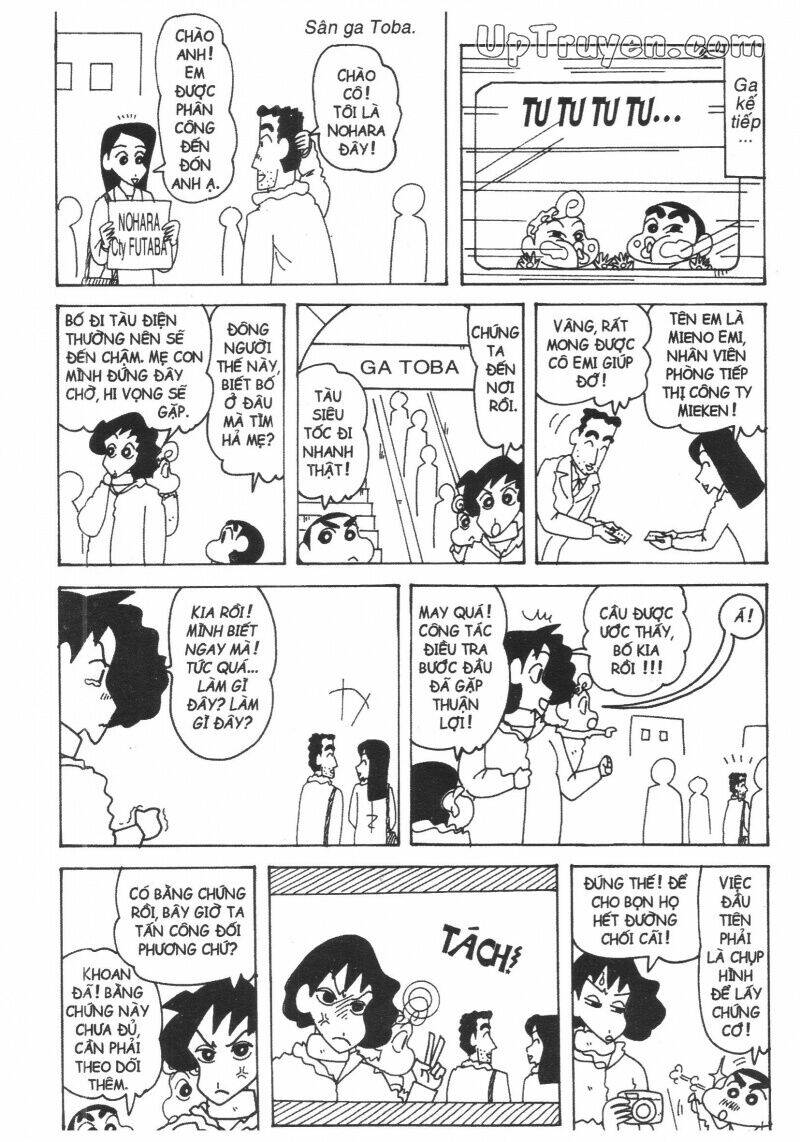 UpTruyen.com
Ga
kế
tiếp
...
TU TU TU TU...
Sân ga Toba.
CHÀO
CÔ!
TÔI LÀ
NOHARA
ĐÂY!
CHÀO
ANH!
EM
ĐƯỢC
PHÂN
CÔNG
ĐẾN
ĐÓN
ANH Ạ.
NOHARA
Cty FUTABA
TÊN EM LÀ
MIENO EMI,
NHÂN VIÊN
PHÒNG TIẾP
THỊ CÔNG TY
MIEKEN!
VÂNG, RẤT
MONG ĐƯỢC
CÔ EMI GIÚP
ĐỠ!
CHÚNG
TA
ĐẾN
NƠI
RỒI.
GA TOBA
TÀU
SIÊU
TỐC ĐI
NHANH
THẬT!
ĐÔNG
NGƯỜI
THẾ NÀY,
BIẾT BỐ
Ở ĐÂU
MÀ TÌM
HẢ MẸ?
BỐ ĐI TÀU ĐIỆN
THƯỜNG NÊN SẼ
ĐẾN CHẬM. MẸ CON
MÌNH ĐỨNG ĐÂY
CHỜ, HI VỌNG SẼ
GẶP.
Á!
CẦU ĐƯỢC
ƯỚC THẤY,
BỐ KIA
RỒI !!!
MAY QUÁ!
CÔNG TÁC
ĐIỀU TRA
BƯỚC ĐẦU
ĐÃ GẶP
THUẬN
LỢI!
KIA RỒI!
MÌNH BIẾT
NGAY MÀ!
TỨC QUÁ...
LÀM GÌ
ĐÂY? LÀM
GÌ ĐÂY?
VIỆC
ĐẦU
TIÊN
PHẢI
LÀ CHỤP
HÌNH
ĐỂ LẤY
CHỨNG
CỚ!
ĐÚNG THẾ! ĐỂ
CHO BỌN HỌ
HẾT ĐƯỜNG
CHỐI CÃI!
TÁCH!
CÓ BẰNG CHỨNG
RỒI, BÂY GIỜ TA
TẤN CÔNG ĐỐI
PHƯƠNG CHỨ?
KHOAN
ĐÃ! BẰNG
CHỨNG NÀY
CHƯA ĐỦ,
CẦN PHẢI
THEO DÕI
THÊM.